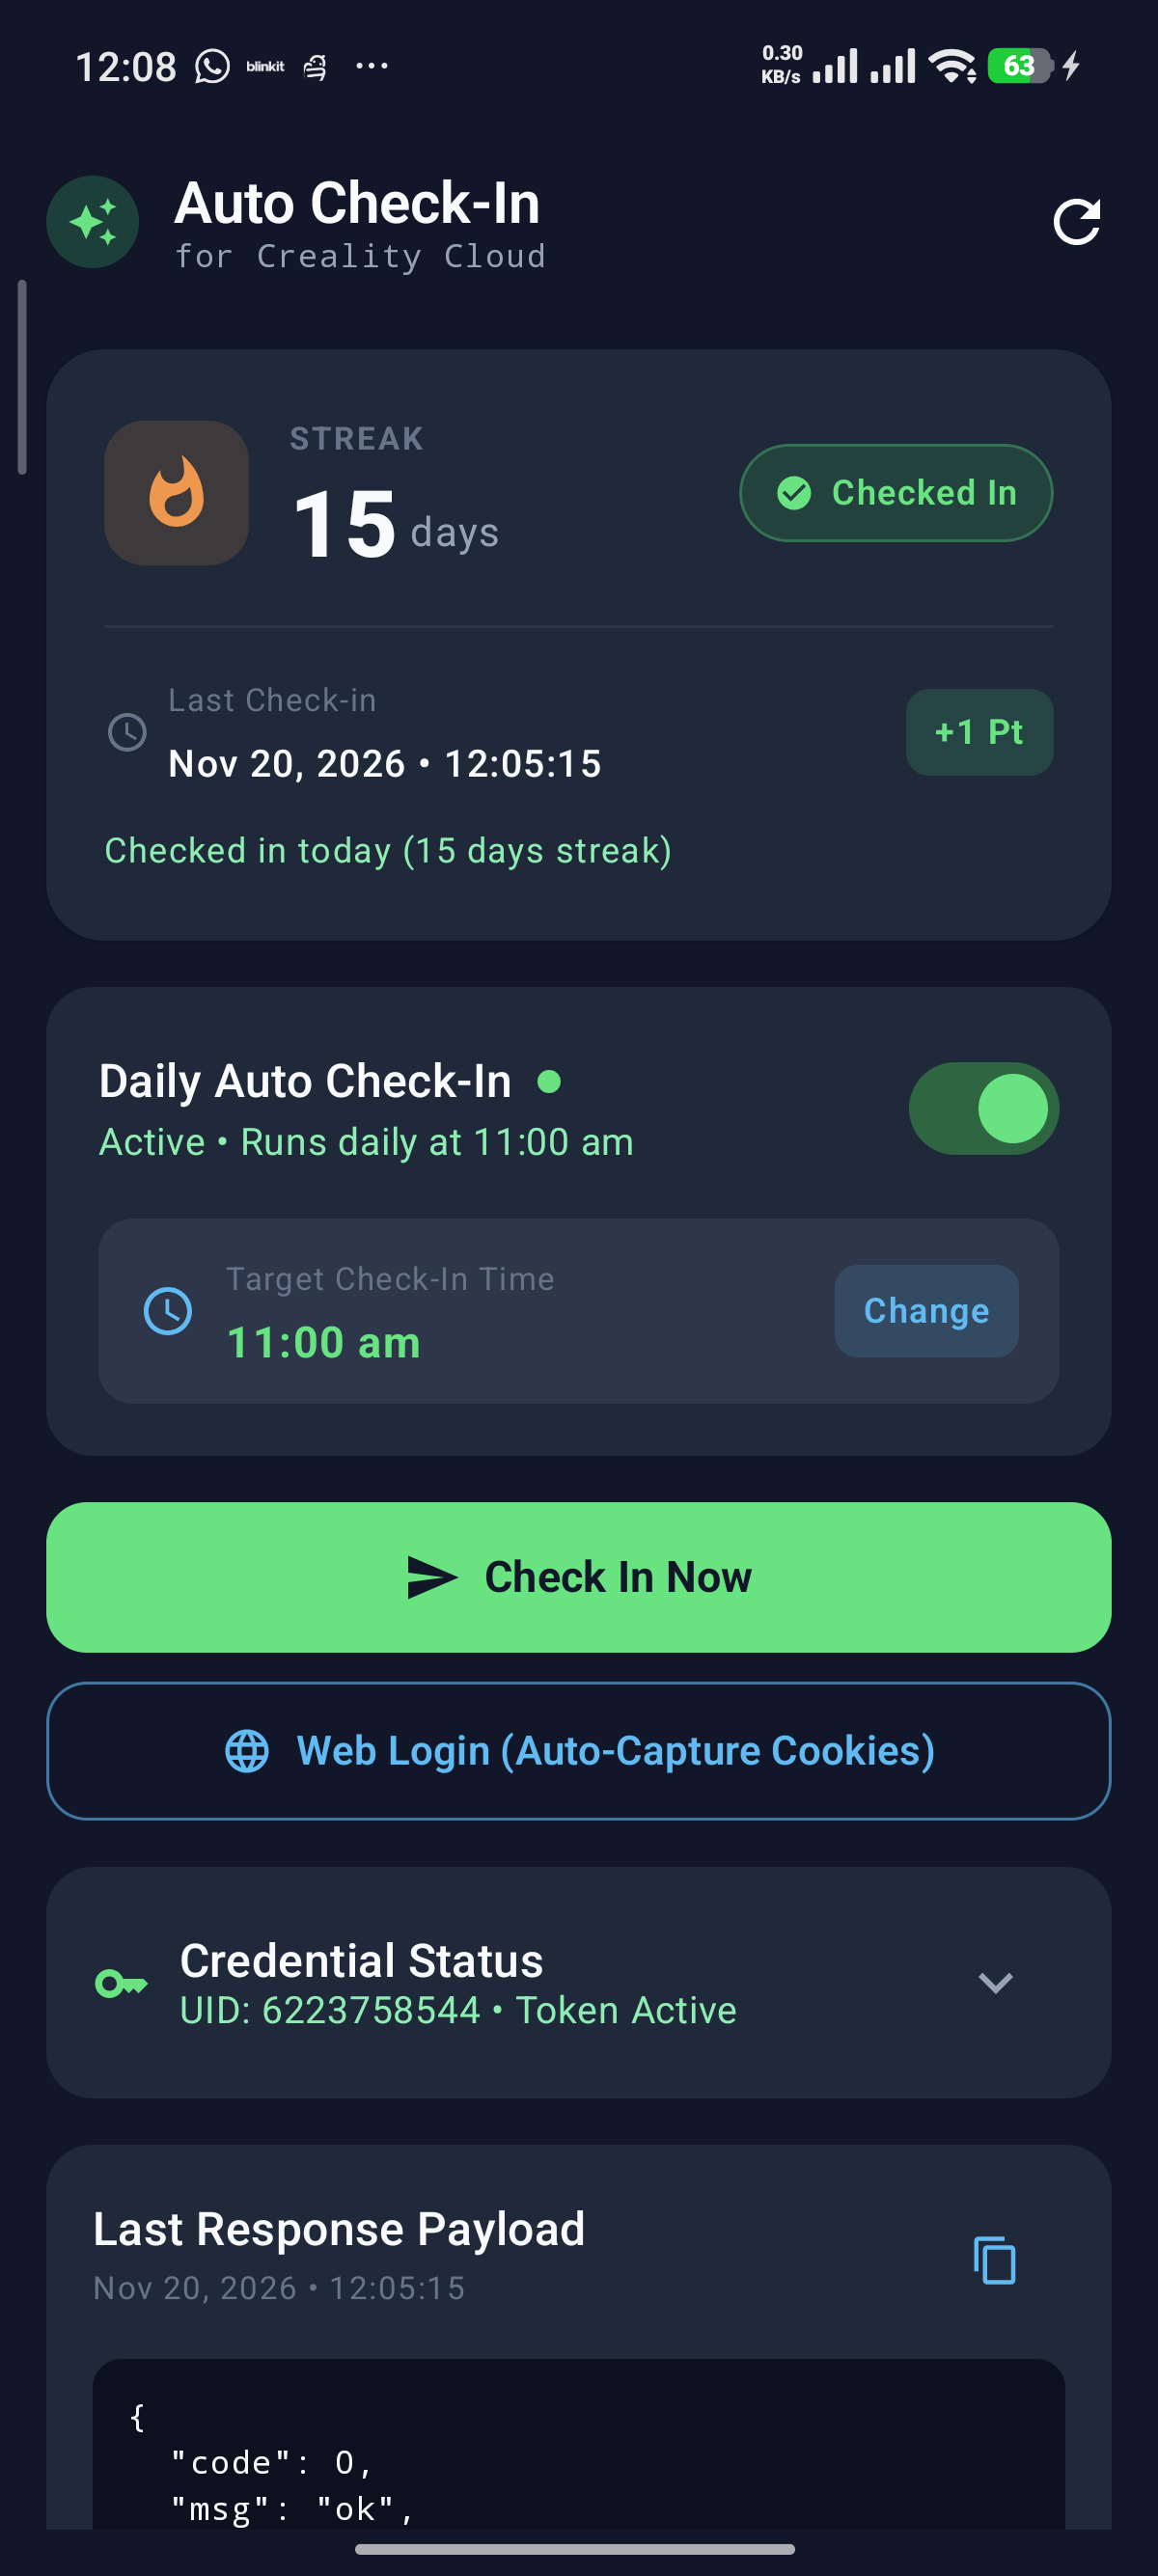 12:08 blinkit ... 0.30 KB/s 63
Auto Check-In
for Creality Cloud
STREAK
15 days
Checked In
Last Check-in
Nov 20, 2026 • 12:05:15
+1 Pt
Checked in today (15 days streak)
Daily Auto Check-In
Active • Runs daily at 11:00 am
Target Check-In Time
11:00 am
Change
Check In Now
Web Login (Auto-Capture Cookies)
Credential Status
UID: 6223758544 • Token Active
Last Response Payload
Nov 20, 2026 • 12:05:15
{
"code": 0,
"msg": "ok",